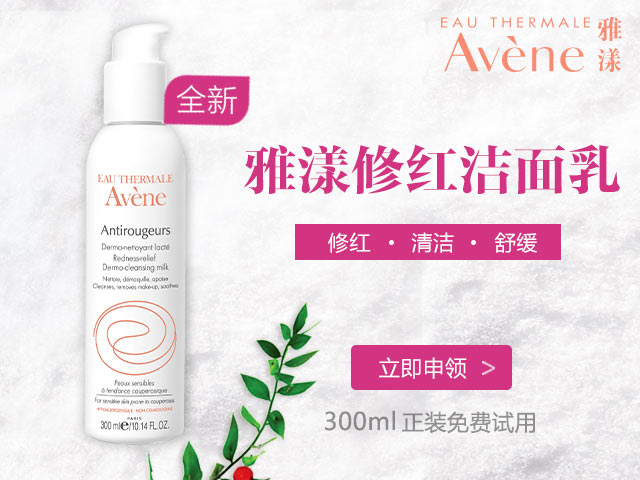 EAU THERMALE
Avène
雅漾
全新
雅漾修红洁面乳
修红 · 清洁 · 舒缓
立即申领 >
300ml 正装免费试用
EAU THERMALE
Avène
Antirougeurs
Dermo-nettoyant lacté
Redness-relief
Dermo-cleansing milk
Nettoie, démaquille, apaise
Cleanses, removes make-up, soothes
Peaux sensibles
à tendance couperosique
For sensitive skin prone to couperosis
HYPOALLERGENIQUE - NON COMEDOGENE
PARIS
300 ml e/10.14 FL.OZ.